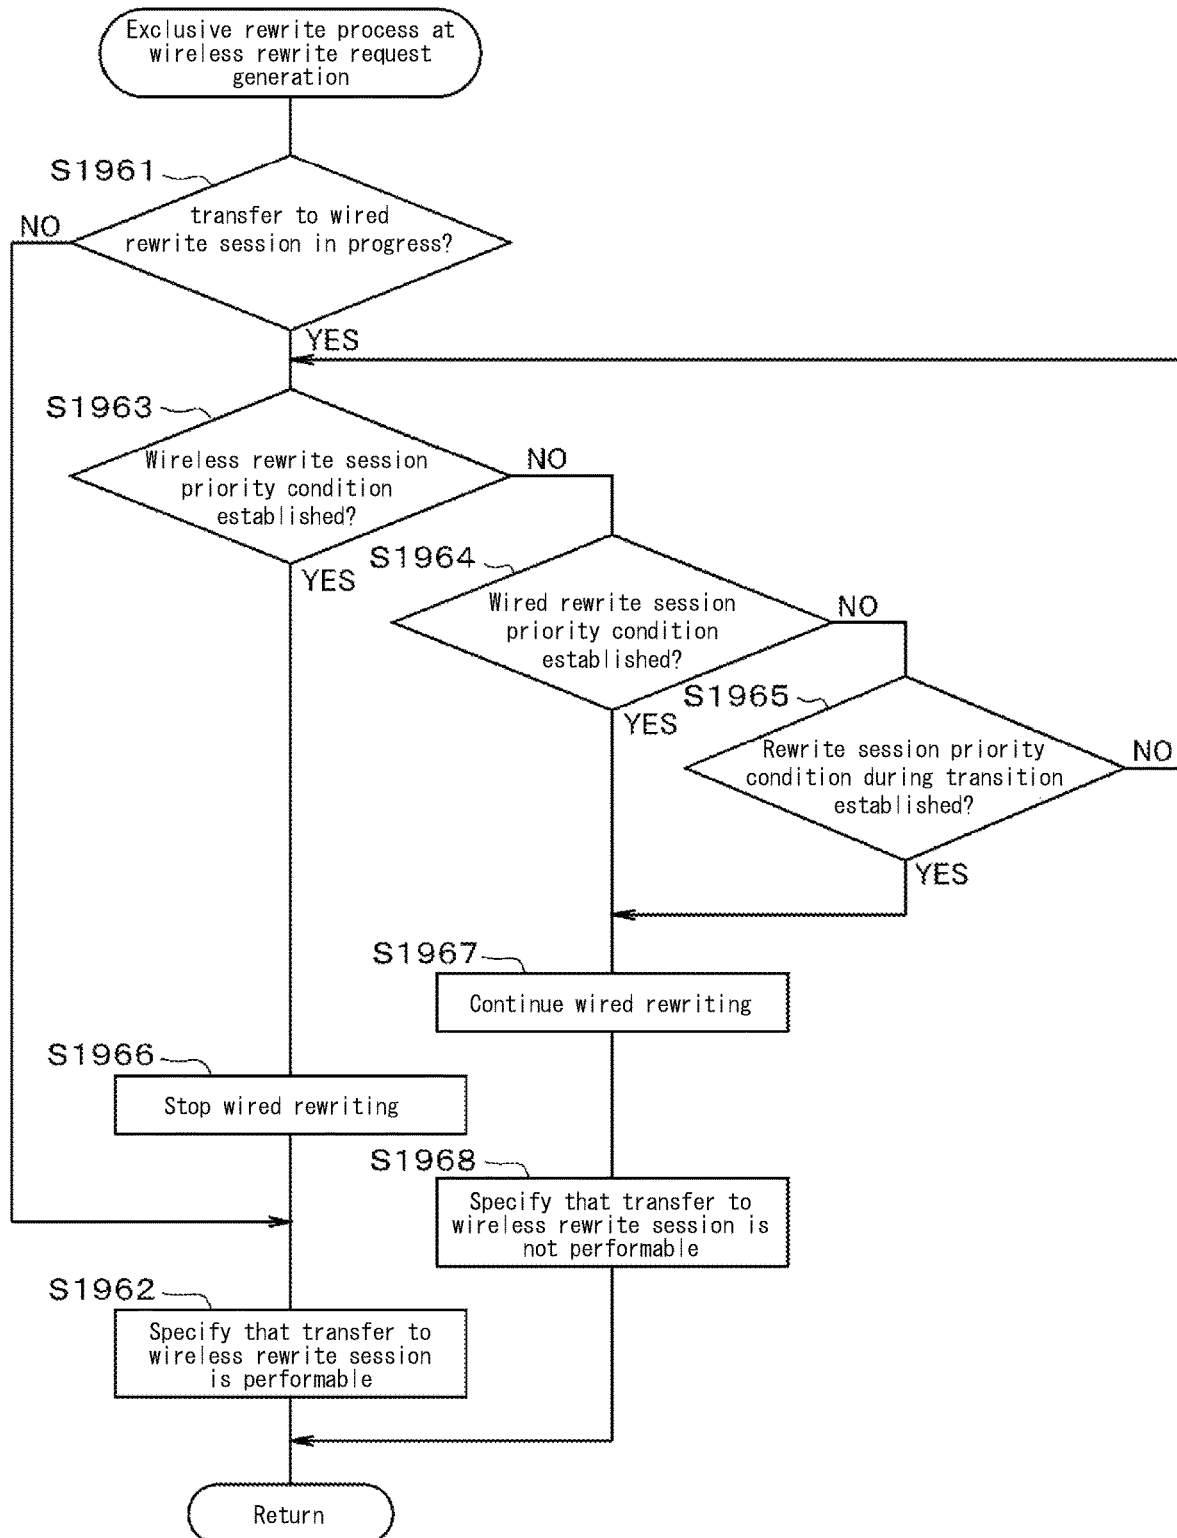 Exclusive rewrite process at
wireless rewrite request
generation
S1961
transfer to wired
rewrite session in progress?
NO
YES
S1963
Wireless rewrite session
priority condition
established?
NO
YES
S1964
Wired rewrite session
priority condition
established?
NO
YES
S1965
Rewrite session priority
condition during transition
established?
NO
YES
S1967
Continue wired rewriting
S1966
Stop wired rewriting
S1968
Specify that transfer to
wireless rewrite session is
not performable
S1962
Specify that transfer to
wireless rewrite session
is performable
Return